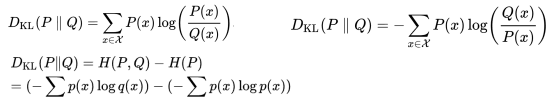 D_KL(P ∥ Q) = ∑_{x∈𝒳} P(x) log(P(x)/Q(x)).
D_KL(P ∥ Q) = −∑_{x∈𝒳} P(x) log(Q(x)/P(x))
D_KL(P∥Q) = H(P, Q) − H(P)
= (−∑ p(x) log q(x)) − (−∑ p(x) log p(x))